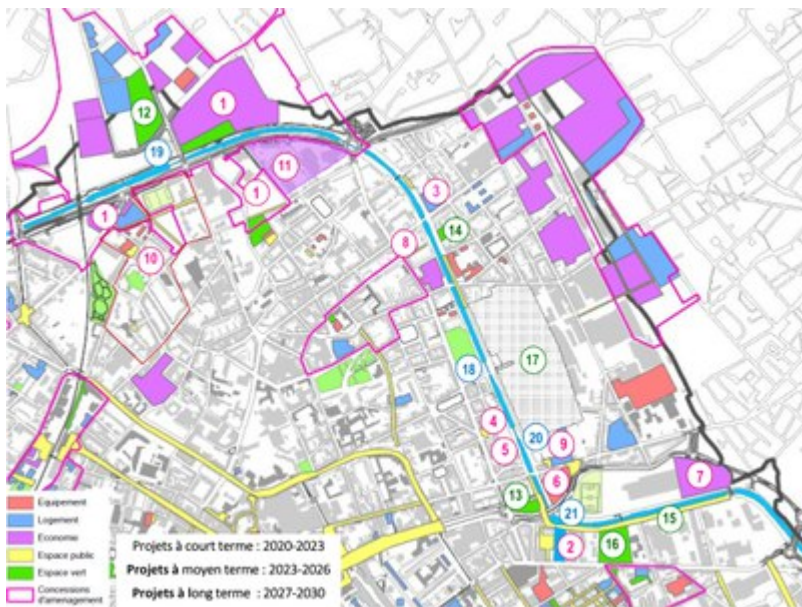 1
12
19
1
11
1
3
1
14
8
10
17
18
4
20
9
5
6
7
13
21
15
2
16
Equipement
Logement
Economie
Espace public
Espace vert
Concessions
d'aménagement
Projets à court terme : 2020-2023
Projets à moyen terme : 2023-2026
Projets à long terme : 2027-2030